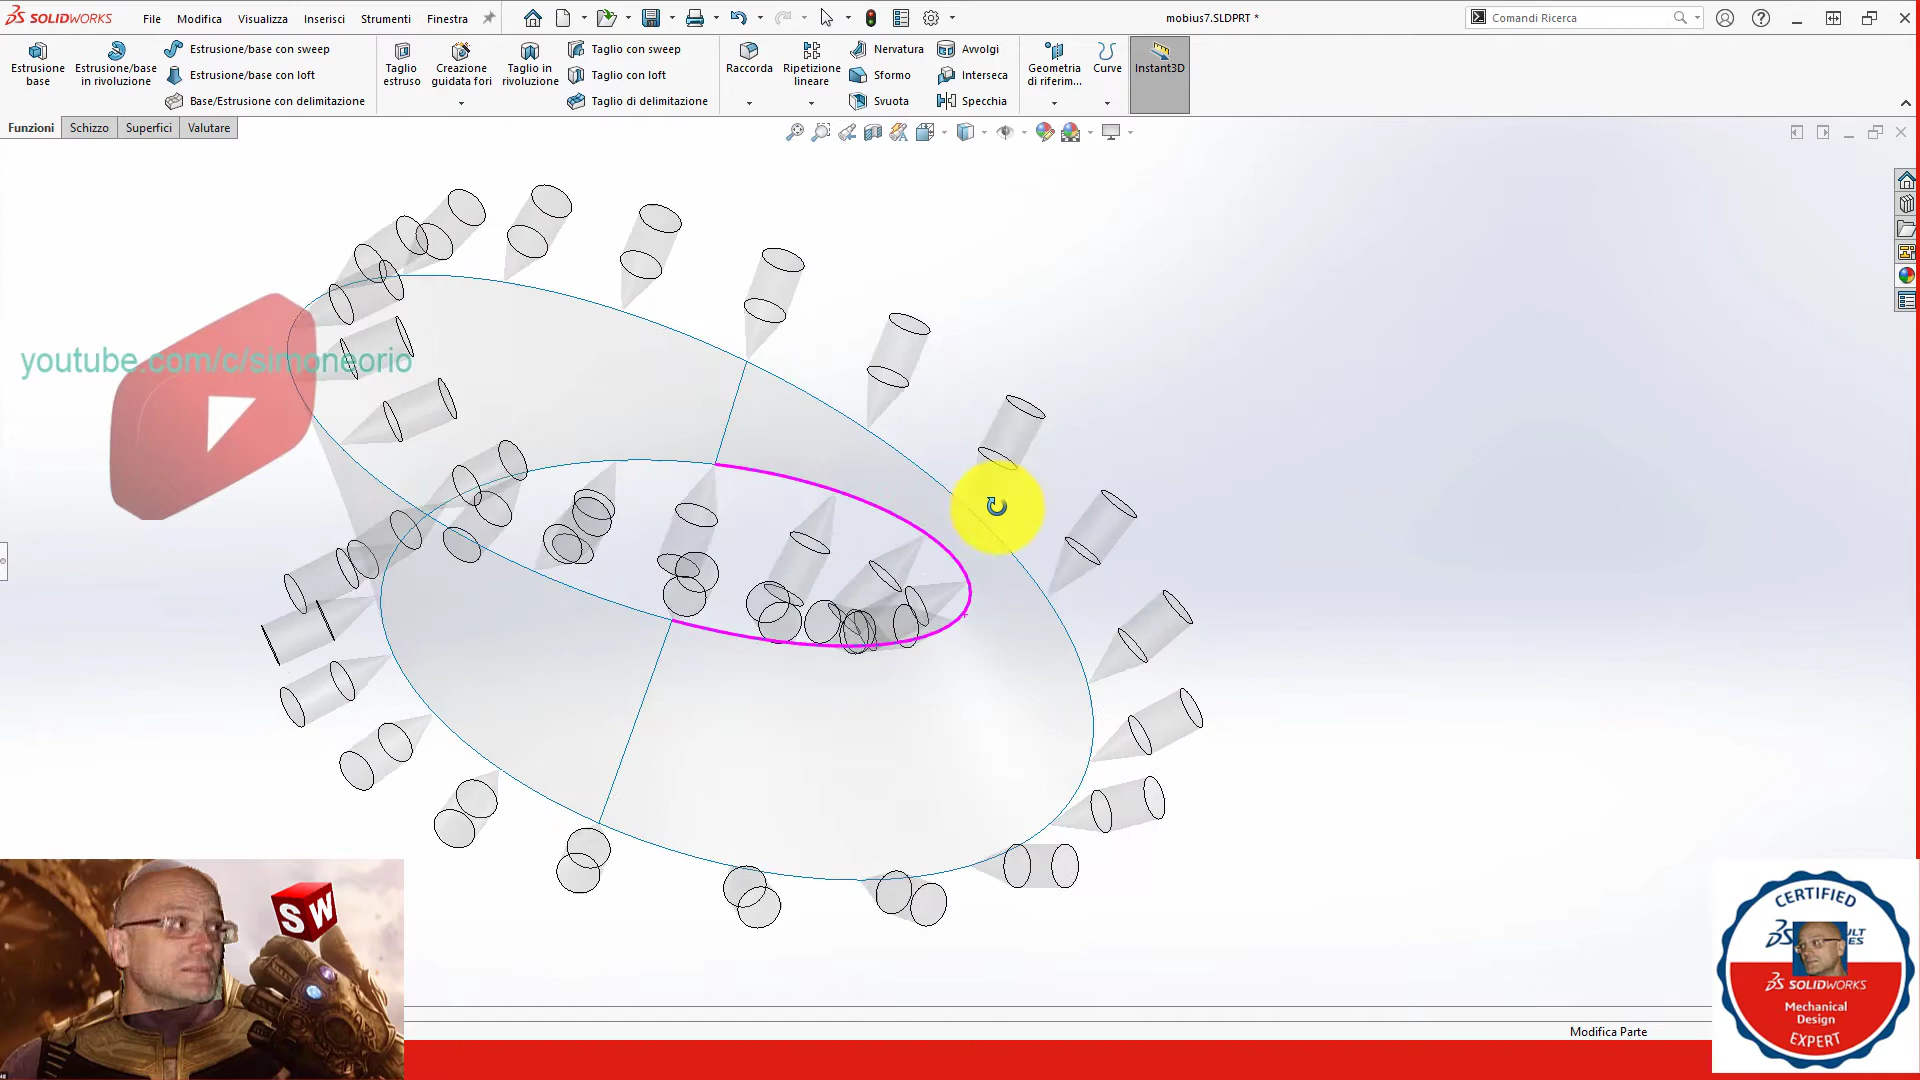 SOLIDWORKS
File Modifica Visualizza Inserisci Strumenti Finestra
mobius7.SLDPRT *
Comandi Ricerca
Estrusione base
Estrusione/base in rivoluzione
Estrusione/base con sweep
Estrusione/base con loft
Base/Estrusione con delimitazione
Taglio estruso
Creazione guidata fori
Taglio in rivoluzione
Taglio con sweep
Taglio con loft
Taglio di delimitazione
Raccorda
Ripetizione lineare
Nervatura
Sformo
Svuota
Avvolgi
Interseca
Specchia
Geometria di riferim...
Curve
Instant3D
Funzioni Schizzo Superfici Valutare
youtube.com/c/simoneorio
S W
Modifica Parte
CERTIFIED
SOLIDWORKS
Mechanical
Design
EXPERT